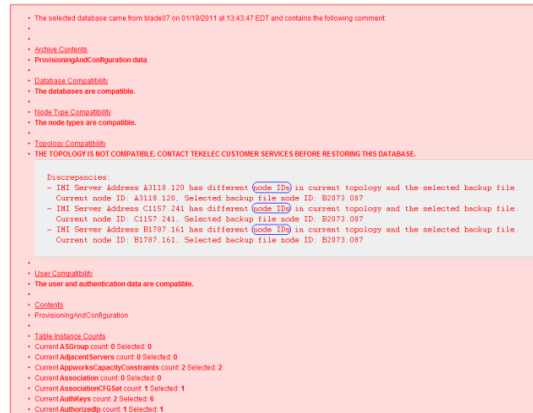 The selected database came from blade07 on 01/19/2011 at 13:43:47 EDT and contains the following comment:
Archive Contents
ProvisioningAndConfiguration data
Database Compatibility
The databases are compatible.
Node Type Compatibility
The node types are compatible.
Topology Compatibility
THE TOPOLOGY IS NOT COMPATIBLE. CONTACT TEKELEC CUSTOMER SERVICES BEFORE RESTORING THIS DATABASE.
Discrepancies:
- IMI Server Address A3118.120 has different node IDs in current topology and the selected backup file.
Current node ID: A3118.120, Selected backup file node ID: B2073.087
- IMI Server Address C1157.241 has different node IDs in current topology and the selected backup file.
Current node ID: C1157.241, Selected backup file node ID: B2073.087
- IMI Server Address B1787.161 has different node IDs in current topology and the selected backup file.
Current node ID: B1787.161, Selected backup file node ID: B2073.087
User Compatibility
The user and authentication data are compatible.
Contents
ProvisioningAndConfiguration
Table Instance Counts
Current ASGroup count: 0 Selected: 0
Current AdjacentServers count: 0 Selected: 0
Current AppworksCapacityConstraints count: 2 Selected: 2
Current Association count: 0 Selected: 0
Current AssociationCFGSet count: 1 Selected: 1
Current AuthKeys count: 2 Selected: 6
Current AuthorizedIp count: 1 Selected: 1